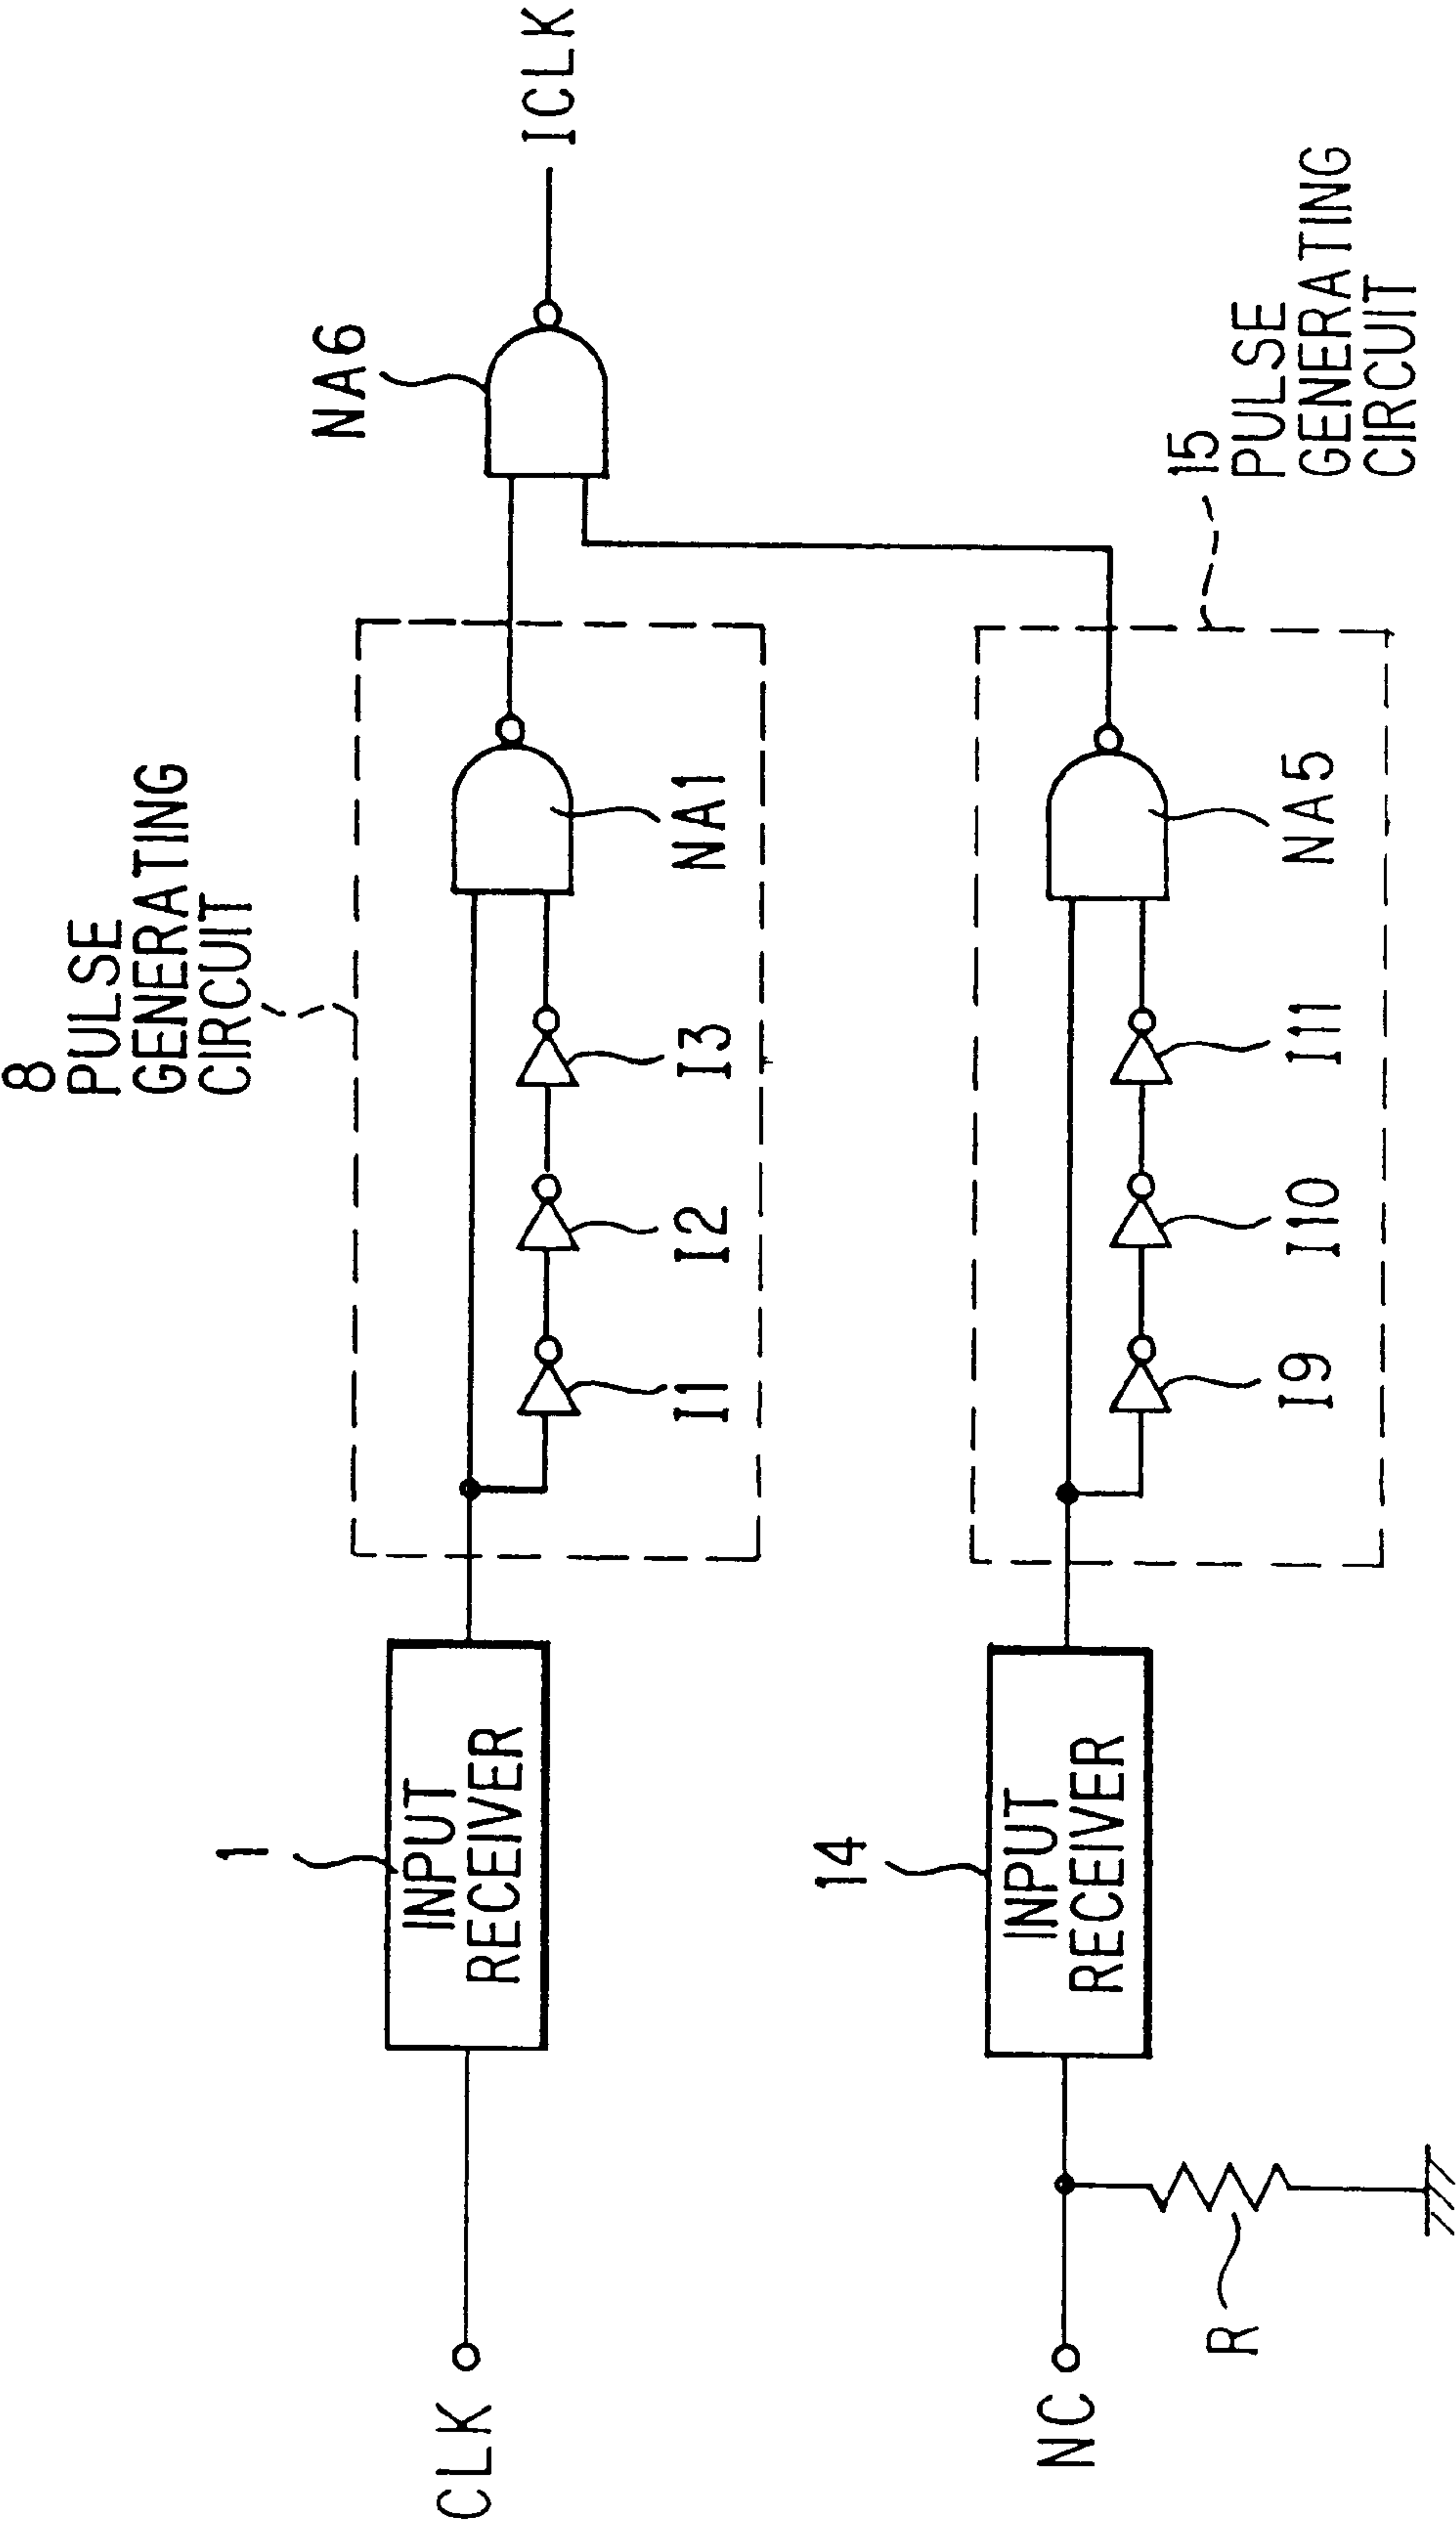 8
PULSE
GENERATING
CIRCUIT
1
INPUT
RECEIVER
CLK
I1
I2
I3
NA1
NA6
ICLK
14
INPUT
RECEIVER
NC
R
I9
I10
I11
NA5
15
PULSE
GENERATING
CIRCUIT